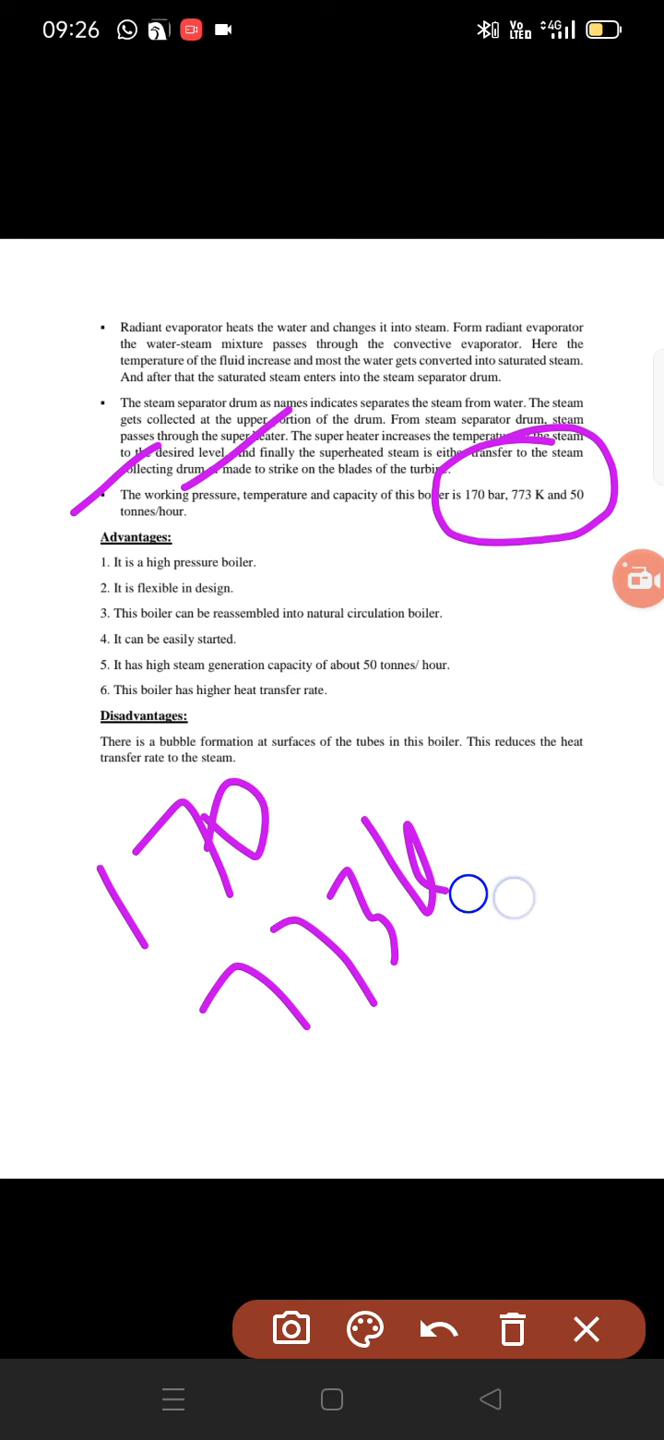 09:26
Vo
LTE
4G
▪ Radiant evaporator heats the water and changes it into steam. Form radiant evaporator
the water-steam mixture passes through the convective evaporator. Here the
temperature of the fluid increase and most the water gets converted into saturated steam.
And after that the saturated steam enters into the steam separator drum.
▪ The steam separator drum as names indicates separates the steam from water. The steam
gets collected at the upper portion of the drum. From steam separator drum, steam
passes through the super heater. The super heater increases the temperature the steam
to the desired level and finally the superheated steam is either transfer to the steam
collecting drum made to strike on the blades of the turbine.
The working pressure, temperature and capacity of this boiler is 170 bar, 773 K and 50
tonnes/hour.
Advantages:
1. It is a high pressure boiler.
2. It is flexible in design.
3. This boiler can be reassembled into natural circulation boiler.
4. It can be easily started.
5. It has high steam generation capacity of about 50 tonnes/ hour.
6. This boiler has higher heat transfer rate.
Disadvantages:
There is a bubble formation at surfaces of the tubes in this boiler. This reduces the heat
transfer rate to the steam.
170
773K